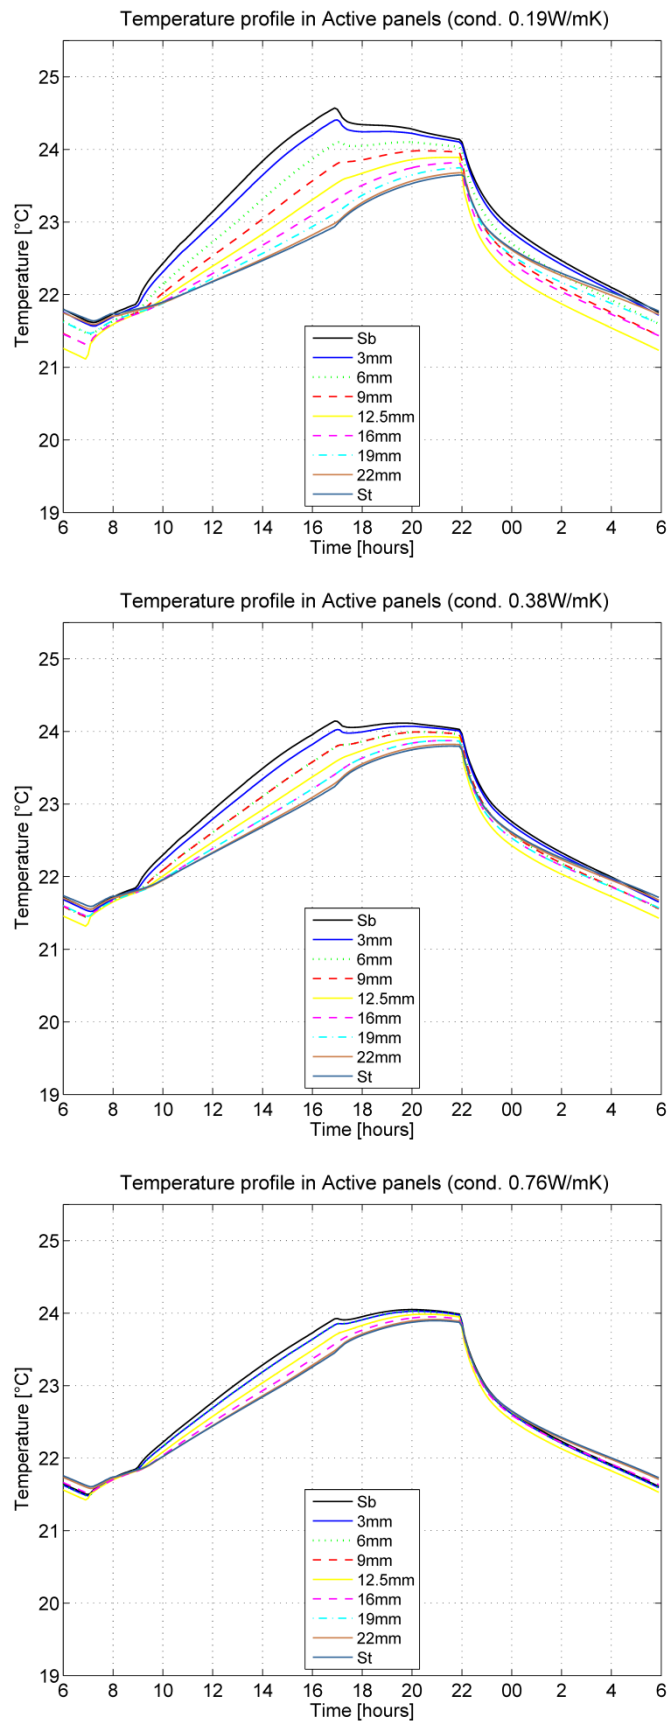 Temperature profile in Active panels (cond. 0.19W/mK)
25
24
23
22
21
20
19
Temperature [°C]
Sb
3mm
6mm
9mm
12.5mm
16mm
19mm
22mm
St
6 8 10 12 14 16 18 20 22 00 2 4 6
Time [hours]
Temperature profile in Active panels (cond. 0.38W/mK)
25
24
23
22
21
20
19
Temperature [°C]
Sb
3mm
6mm
9mm
12.5mm
16mm
19mm
22mm
St
6 8 10 12 14 16 18 20 22 00 2 4 6
Time [hours]
Temperature profile in Active panels (cond. 0.76W/mK)
25
24
23
22
21
20
19
Temperature [°C]
Sb
3mm
6mm
9mm
12.5mm
16mm
19mm
22mm
St
6 8 10 12 14 16 18 20 22 00 2 4 6
Time [hours]